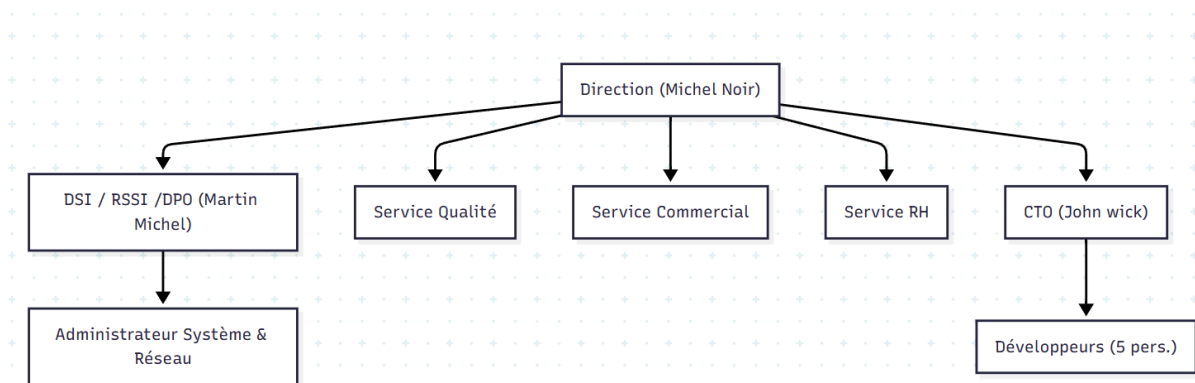 Direction (Michel Noir)
DSI / RSSI /DPO (Martin
Michel)
Service Qualité
Service Commercial
Service RH
CTO (John wick)
Administrateur Système &
Réseau
Développeurs (5 pers.)